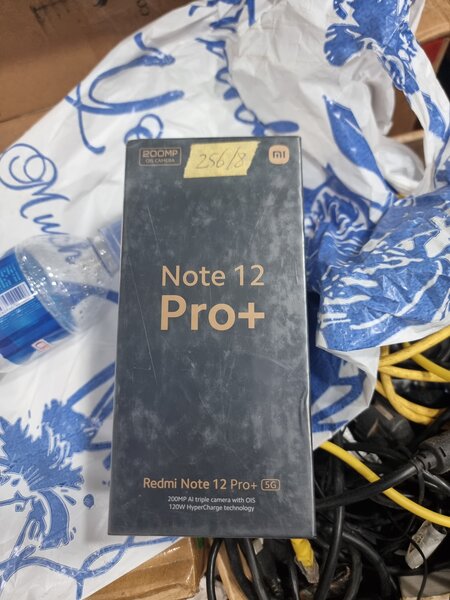 200MP
OIS CAMERA
256/8
mi
Note 12
Pro+
Redmi Note 12 Pro+ 5G
200MP AI triple camera with OIS
120W HyperCharge technology